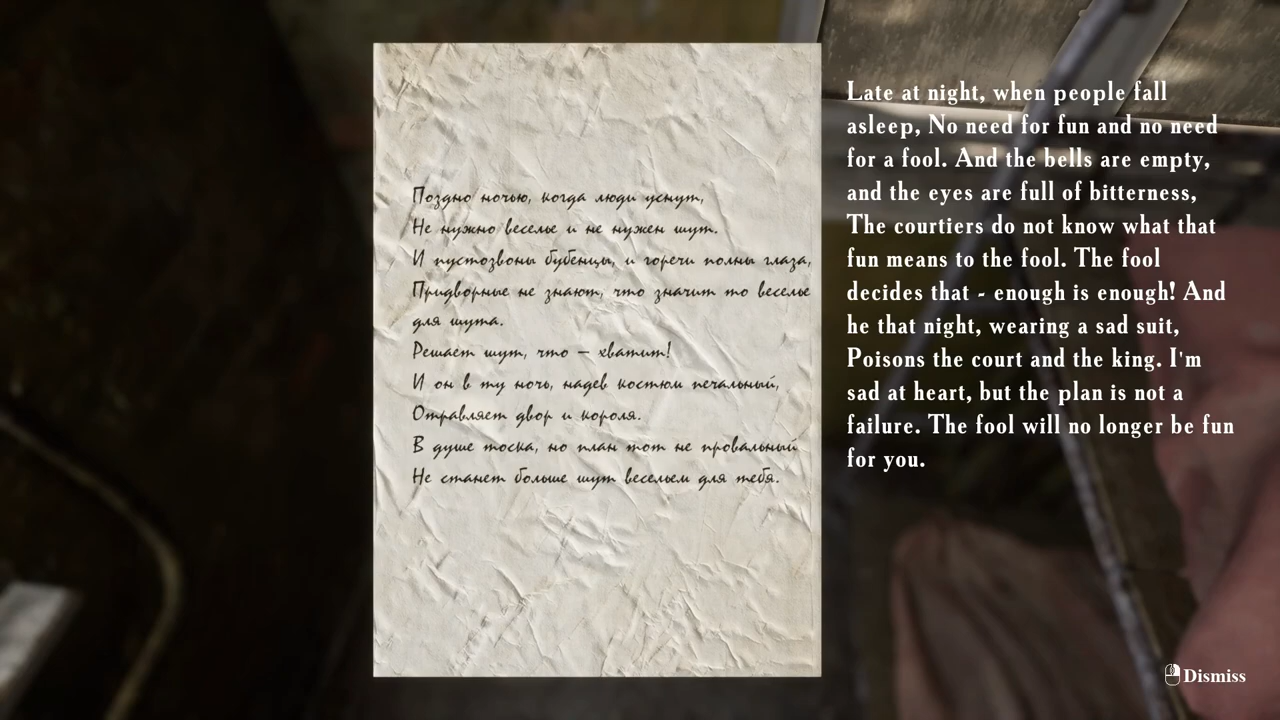 Поздно ночью, когда люди уснут,
Не нужно веселье и не нужен шут.
И пустозвоны бубенцы, и горечи полны глаза,
Придворные не знают, что значит то веселье
для шута.
Решает шут, что — хватит!
И он в ту ночь, надев костюм печальный,
Отравляет двор и короля.
В душе тоска, но план тот не провальный
Не станет больше шут весельем для тебя.
Late at night, when people fall
asleep, No need for fun and no need
for a fool. And the bells are empty,
and the eyes are full of bitterness,
The courtiers do not know what that
fun means to the fool. The fool
decides that - enough is enough! And
he that night, wearing a sad suit,
Poisons the court and the king. I'm
sad at heart, but the plan is not a
failure. The fool will no longer be fun
for you.
Dismiss